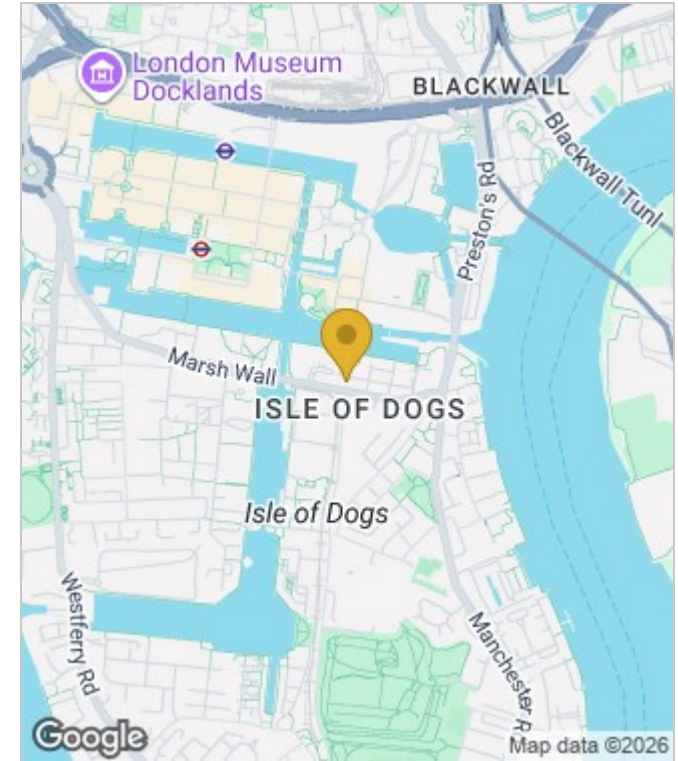 London Museum
Docklands
BLACKWALL
Blackwall Tunl
Preston's Rd
Marsh Wall
ISLE OF DOGS
Isle of Dogs
Westferry Rd
Manchester R
Google
Map data ©2026